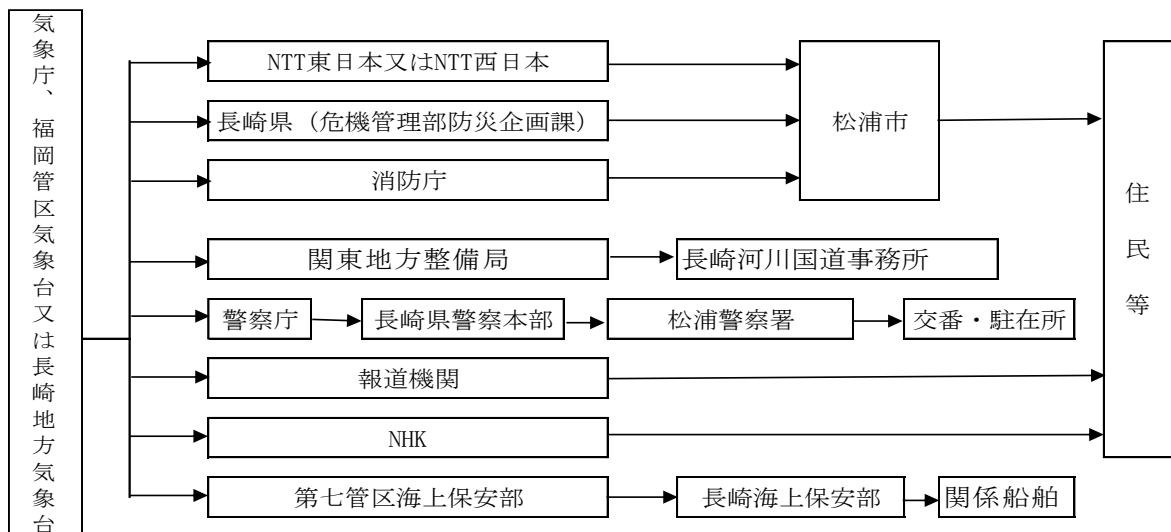 気象庁、福岡管区気象台又は長崎地方気象台
NTT東日本又はNTT西日本
長崎県（危機管理部防災企画課）
消防庁
松浦市
関東地方整備局
長崎河川国道事務所
警察庁
長崎県警察本部
松浦警察署
交番・駐在所
報道機関
NHK
第七管区海上保安部
長崎海上保安部
関係船舶
住民等